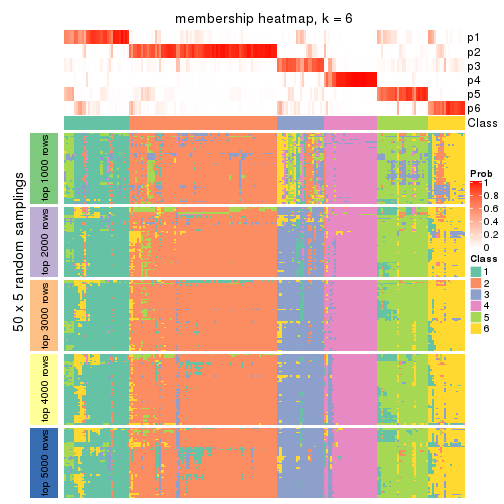 membership heatmap, k = 6
p1
p2
p3
p4
p5
p6
Class
50 x 5 random samplings
top 1000 rows
top 2000 rows
top 3000 rows
top 4000 rows
top 5000 rows
Prob
1
0.8
0.6
0.4
0.2
0
Class
1
2
3
4
5
6